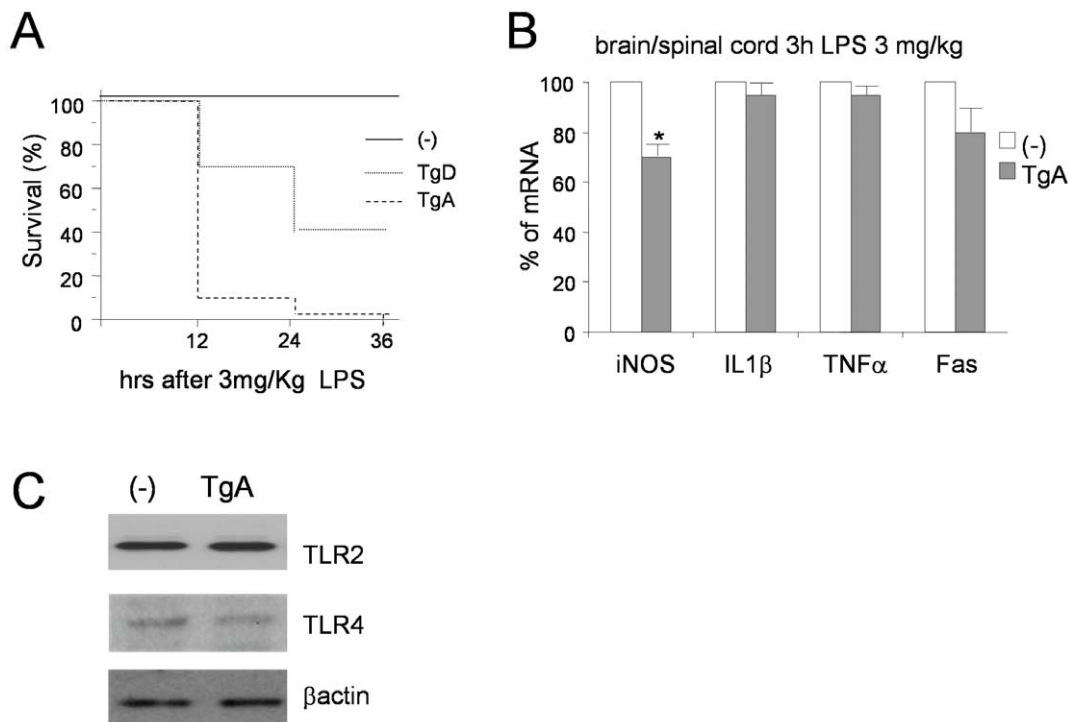 A
Survival (%)
100
80
60
40
20
0
12 24 36
hrs after 3mg/Kg LPS
(-)
TgD
TgA
B
brain/spinal cord 3h LPS 3 mg/kg
% of mRNA
100
80
60
40
20
0
iNOS IL1β TNFα Fas
*
(-)
TgA
C
(-) TgA
TLR2
TLR4
βactin